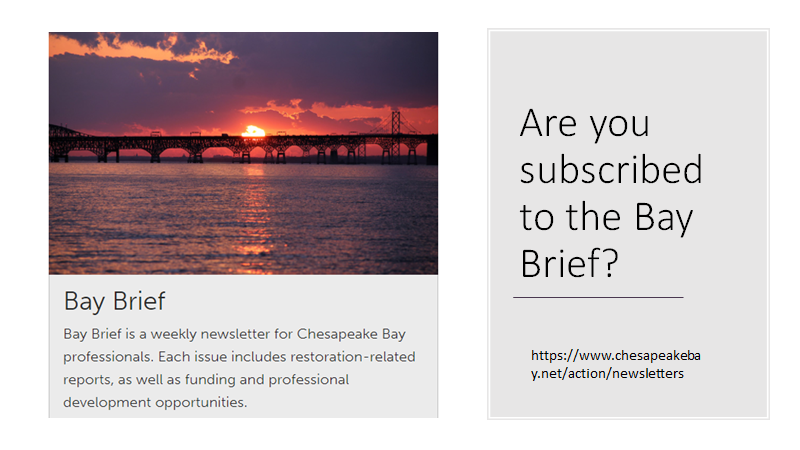 Bay Brief
Bay Brief is a weekly newsletter for Chesapeake Bay
professionals. Each issue includes restoration-related
reports, as well as funding and professional
development opportunities.
Are you
subscribed
to the Bay
Brief?
https://www.chesapeakeba
y.net/action/newsletters